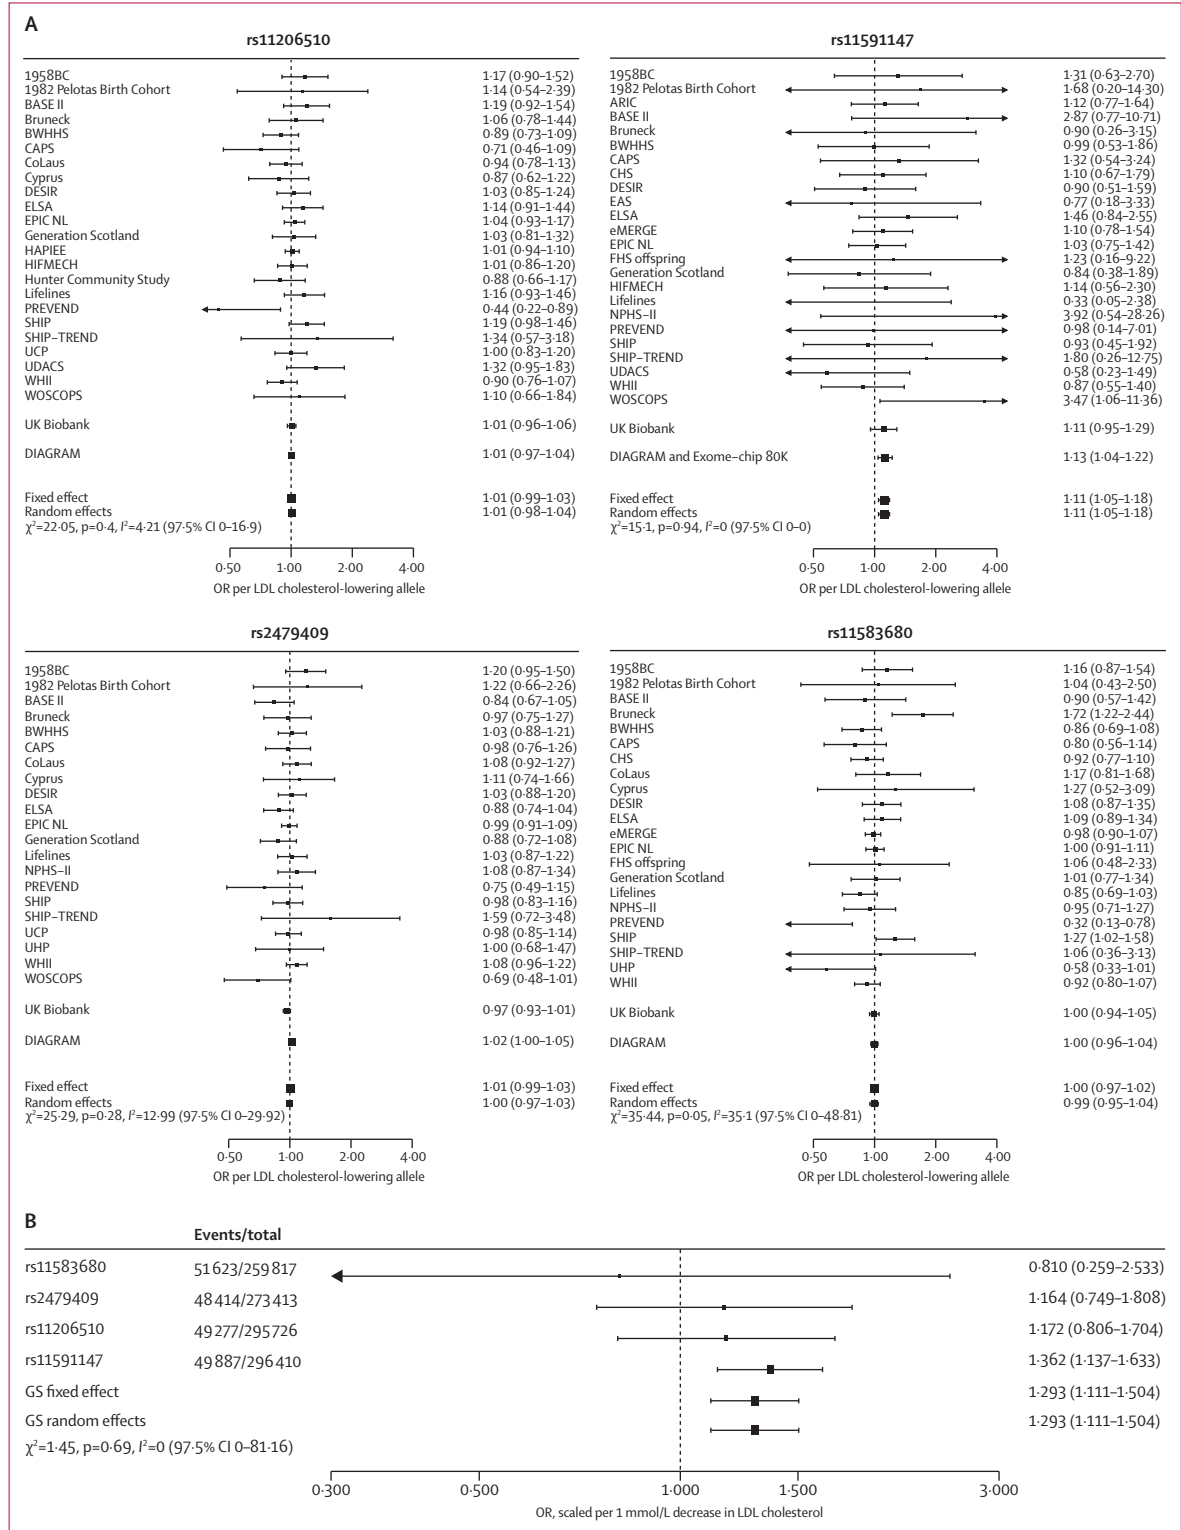 A
rs11206510
1958BC 1·17 (0·90–1·52)
1982 Pelotas Birth Cohort 1·14 (0·54–2·39)
BASE II 1·19 (0·92–1·54)
Bruneck 1·06 (0·78–1·44)
BWHHS 0·89 (0·73–1·09)
CAPS 0·71 (0·46–1·09)
CoLaus 0·94 (0·78–1·13)
Cyprus 0·87 (0·62–1·22)
DESIR 1·03 (0·85–1·24)
ELSA 1·14 (0·91–1·44)
EPIC NL 1·04 (0·93–1·17)
Generation Scotland 1·03 (0·81–1·32)
HAPIEE 1·01 (0·94–1·10)
HIFMECH 1·01 (0·86–1·20)
Hunter Community Study 0·88 (0·66–1·17)
Lifelines 1·16 (0·93–1·46)
PREVEND 0·44 (0·22–0·89)
SHIP 1·19 (0·98–1·46)
SHIP–TREND 1·34 (0·57–3·18)
UCP 1·00 (0·83–1·20)
UDACS 1·32 (0·95–1·83)
WHII 0·90 (0·76–1·07)
WOSCOPS 1·10 (0·66–1·84)
UK Biobank 1·01 (0·96–1·06)
DIAGRAM 1·01 (0·97–1·04)
Fixed effect 1·01 (0·99–1·03)
Random effects 1·01 (0·98–1·04)
χ²=22·05, p=0·4, I²=4·21 (97·5% CI 0–16·9)
0·50 1·00 2·00 4·00
OR per LDL cholesterol-lowering allele
rs11591147
1958BC 1·31 (0·63–2·70)
1982 Pelotas Birth Cohort 1·68 (0·20–14·30)
ARIC 1·12 (0·77–1·64)
BASE II 2·87 (0·77–10·71)
Bruneck 0·90 (0·26–3·15)
BWHHS 0·99 (0·53–1·86)
CAPS 1·32 (0·54–3·24)
CHS 1·10 (0·67–1·79)
DESIR 0·90 (0·51–1·59)
EAS 0·77 (0·18–3·33)
ELSA 1·46 (0·84–2·55)
eMERGE 1·10 (0·78–1·54)
EPIC NL 1·03 (0·75–1·42)
FHS offspring 1·23 (0·16–9·22)
Generation Scotland 0·84 (0·38–1·89)
HIFMECH 1·14 (0·56–2·30)
Lifelines 0·33 (0·05–2·38)
NPHS–II 3·92 (0·54–28·26)
PREVEND 0·98 (0·14–7·01)
SHIP 0·93 (0·45–1·92)
SHIP–TREND 1·80 (0·26–12·75)
UDACS 0·58 (0·23–1·49)
WHII 0·87 (0·55–1·40)
WOSCOPS 3·47 (1·06–11·36)
UK Biobank 1·11 (0·95–1·29)
DIAGRAM and Exome–chip 80K 1·13 (1·04–1·22)
Fixed effect 1·11 (1·05–1·18)
Random effects 1·11 (1·05–1·18)
χ²=15·1, p=0·94, I²=0 (97·5% CI 0–0)
0·50 1·00 2·00 4·00
OR per LDL cholesterol-lowering allele
rs2479409
1958BC 1·20 (0·95–1·50)
1982 Pelotas Birth Cohort 1·22 (0·66–2·26)
BASE II 0·84 (0·67–1·05)
Bruneck 0·97 (0·75–1·27)
BWHHS 1·03 (0·88–1·21)
CAPS 0·98 (0·76–1·26)
CoLaus 1·08 (0·92–1·27)
Cyprus 1·11 (0·74–1·66)
DESIR 1·03 (0·88–1·20)
ELSA 0·88 (0·74–1·04)
EPIC NL 0·99 (0·91–1·09)
Generation Scotland 0·88 (0·72–1·08)
Lifelines 1·03 (0·87–1·22)
NPHS–II 1·08 (0·87–1·34)
PREVEND 0·75 (0·49–1·15)
SHIP 0·98 (0·83–1·16)
SHIP–TREND 1·59 (0·72–3·48)
UCP 0·98 (0·85–1·14)
UHP 1·00 (0·68–1·47)
WHII 1·08 (0·96–1·22)
WOSCOPS 0·69 (0·48–1·01)
UK Biobank 0·97 (0·93–1·01)
DIAGRAM 1·02 (1·00–1·05)
Fixed effect 1·01 (0·99–1·03)
Random effects 1·00 (0·97–1·03)
χ²=25·29, p=0·28, I²=12·99 (97·5% CI 0–29·92)
0·50 1·00 2·00 4·00
OR per LDL cholesterol-lowering allele
rs11583680
1958BC 1·16 (0·87–1·54)
1982 Pelotas Birth Cohort 1·04 (0·43–2·50)
BASE II 0·90 (0·57–1·42)
Bruneck 1·72 (1·22–2·44)
BWHHS 0·86 (0·69–1·08)
CAPS 0·80 (0·56–1·14)
CHS 0·92 (0·77–1·10)
CoLaus 1·17 (0·81–1·68)
Cyprus 1·27 (0·52–3·09)
DESIR 1·08 (0·87–1·35)
ELSA 1·09 (0·89–1·34)
eMERGE 0·98 (0·90–1·07)
EPIC NL 1·00 (0·91–1·11)
FHS offspring 1·06 (0·48–2·33)
Generation Scotland 1·01 (0·77–1·34)
Lifelines 0·85 (0·69–1·03)
NPHS–II 0·95 (0·71–1·27)
PREVEND 0·32 (0·13–0·78)
SHIP 1·27 (1·02–1·58)
SHIP–TREND 1·06 (0·36–3·13)
UHP 0·58 (0·33–1·01)
WHII 0·92 (0·80–1·07)
UK Biobank 1·00 (0·94–1·05)
DIAGRAM 1·00 (0·96–1·04)
Fixed effect 1·00 (0·97–1·02)
Random effects 0·99 (0·95–1·04)
χ²=35·44, p=0·05, I²=35·1 (97·5% CI 0–48·81)
0·50 1·00 2·00 4·00
OR per LDL cholesterol-lowering allele
B
Events/total
rs11583680 51 623/259 817 0·810 (0·259–2·533)
rs2479409 48 414/273 413 1·164 (0·749–1·808)
rs11206510 49 277/295 726 1·172 (0·806–1·704)
rs11591147 49 887/296 410 1·362 (1·137–1·633)
GS fixed effect 1·293 (1·111–1·504)
GS random effects 1·293 (1·111–1·504)
χ²=1·45, p=0·69, I²=0 (97·5% CI 0–81·16)
0·300 0·500 1·000 1·500 3·000
OR, scaled per 1 mmol/L decrease in LDL cholesterol